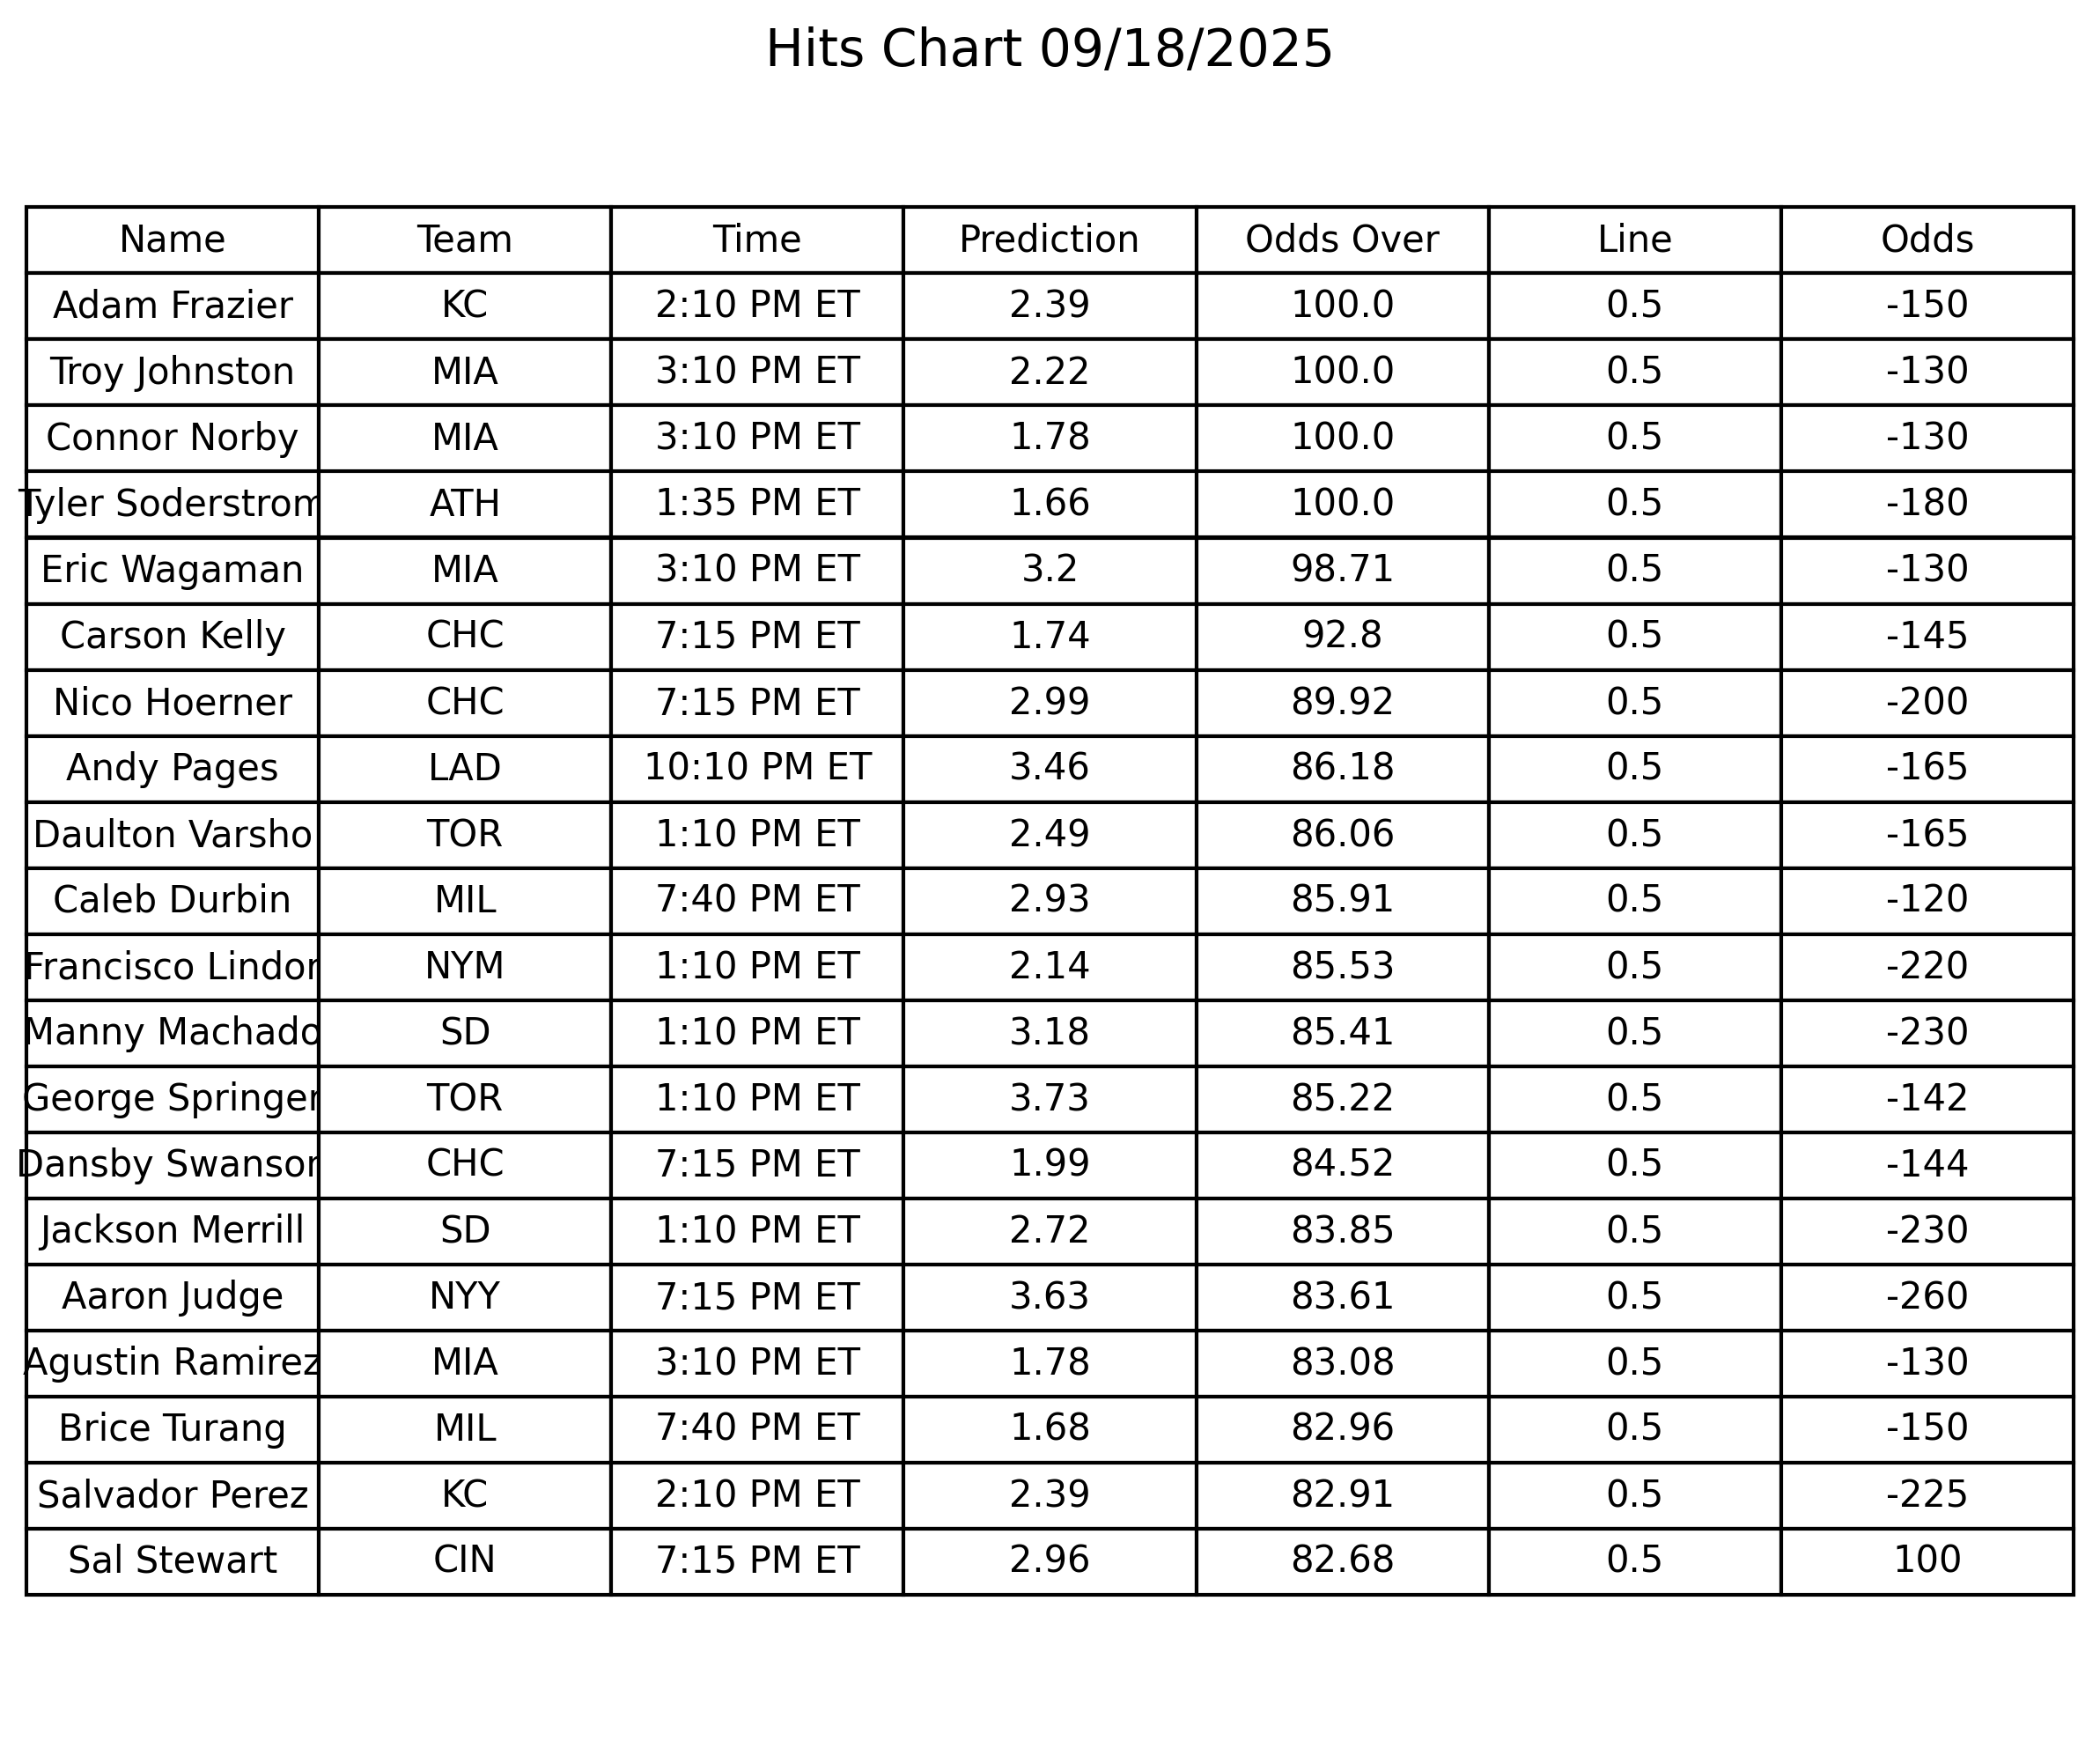 Hits Chart 09/18/2025
Name Team Time Prediction Odds Over Line Odds
Adam Frazier KC 2:10 PM ET 2.39 100.0 0.5 -150
Troy Johnston MIA 3:10 PM ET 2.22 100.0 0.5 -130
Connor Norby MIA 3:10 PM ET 1.78 100.0 0.5 -130
Tyler Soderstrom ATH 1:35 PM ET 1.66 100.0 0.5 -180
Eric Wagaman MIA 3:10 PM ET 3.2 98.71 0.5 -130
Carson Kelly CHC 7:15 PM ET 1.74 92.8 0.5 -145
Nico Hoerner CHC 7:15 PM ET 2.99 89.92 0.5 -200
Andy Pages LAD 10:10 PM ET 3.46 86.18 0.5 -165
Daulton Varsho TOR 1:10 PM ET 2.49 86.06 0.5 -165
Caleb Durbin MIL 7:40 PM ET 2.93 85.91 0.5 -120
Francisco Lindor NYM 1:10 PM ET 2.14 85.53 0.5 -220
Manny Machado SD 1:10 PM ET 3.18 85.41 0.5 -230
George Springer TOR 1:10 PM ET 3.73 85.22 0.5 -142
Dansby Swanson CHC 7:15 PM ET 1.99 84.52 0.5 -144
Jackson Merrill SD 1:10 PM ET 2.72 83.85 0.5 -230
Aaron Judge NYY 7:15 PM ET 3.63 83.61 0.5 -260
Agustin Ramirez MIA 3:10 PM ET 1.78 83.08 0.5 -130
Brice Turang MIL 7:40 PM ET 1.68 82.96 0.5 -150
Salvador Perez KC 2:10 PM ET 2.39 82.91 0.5 -225
Sal Stewart CIN 7:15 PM ET 2.96 82.68 0.5 100